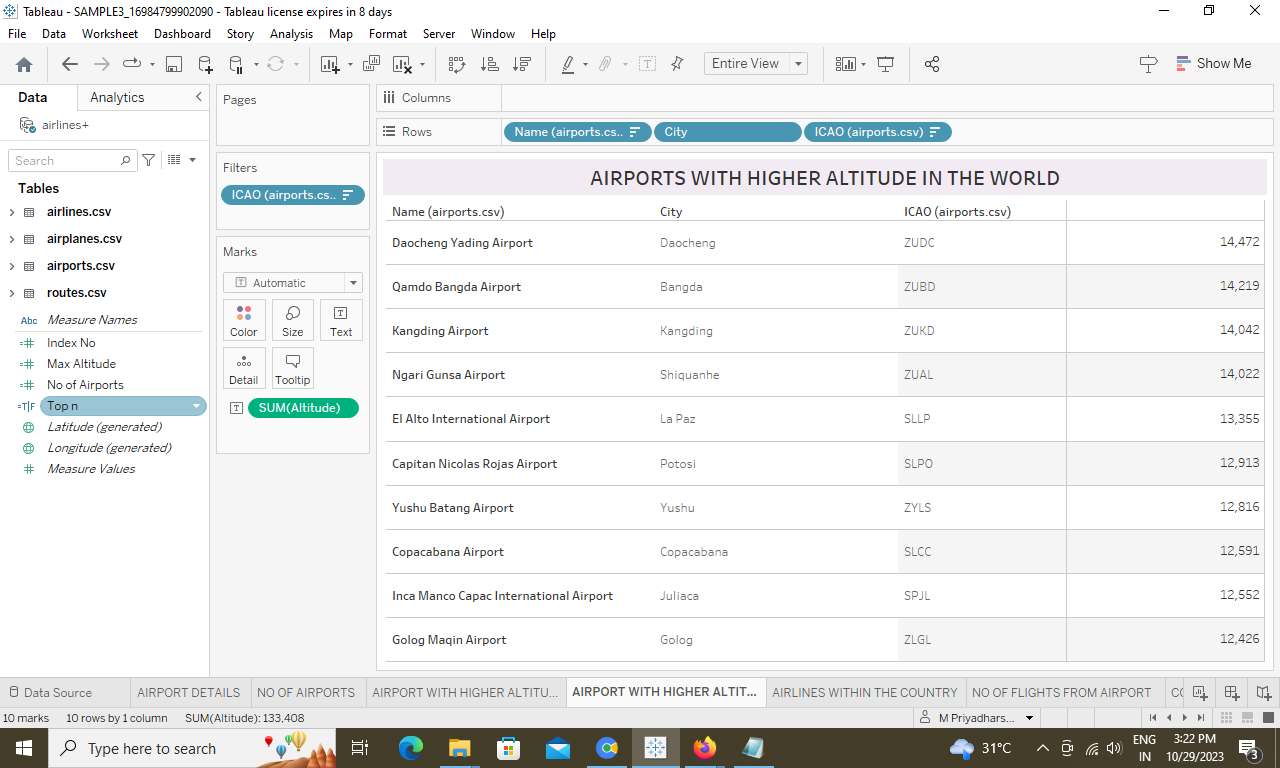 Tableau - SAMPLE3_16984799902090 - Tableau license expires in 8 days
File Data Worksheet Dashboard Story Analysis Map Format Server Window Help
Entire View
Show Me
Data
Analytics
airlines+
Search
Tables
airlines.csv
airplanes.csv
airports.csv
routes.csv
Abc Measure Names
Index No
Max Altitude
No of Airports
=T|F Top n
Latitude (generated)
Longitude (generated)
Measure Values
Pages
Filters
ICAO (airports.cs..
Marks
Automatic
Color
Size
Text
Detail
Tooltip
SUM(Altitude)
Columns
Rows
Name (airports.cs..
City
ICAO (airports.csv)
AIRPORTS WITH HIGHER ALTITUDE IN THE WORLD
Name (airports.csv) City ICAO (airports.csv)
Daocheng Yading Airport Daocheng ZUDC 14,472
Qamdo Bangda Airport Bangda ZUBD 14,219
Kangding Airport Kangding ZUKD 14,042
Ngari Gunsa Airport Shiquanhe ZUAL 14,022
El Alto International Airport La Paz SLLP 13,355
Capitan Nicolas Rojas Airport Potosi SLPO 12,913
Yushu Batang Airport Yushu ZYLS 12,816
Copacabana Airport Copacabana SLCC 12,591
Inca Manco Capac International Airport Juliaca SPJL 12,552
Golog Maqin Airport Golog ZLGL 12,426
Data Source
AIRPORT DETAILS
NO OF AIRPORTS
AIRPORT WITH HIGHER ALTITU...
AIRPORT WITH HIGHER ALTIT...
AIRLINES WITHIN THE COUNTRY
NO OF FLIGHTS FROM AIRPORT
10 marks 10 rows by 1 column SUM(Altitude): 133,408
M Priyadhars...
Type here to search
31°C
ENG
IN
3:22 PM
10/29/2023
3